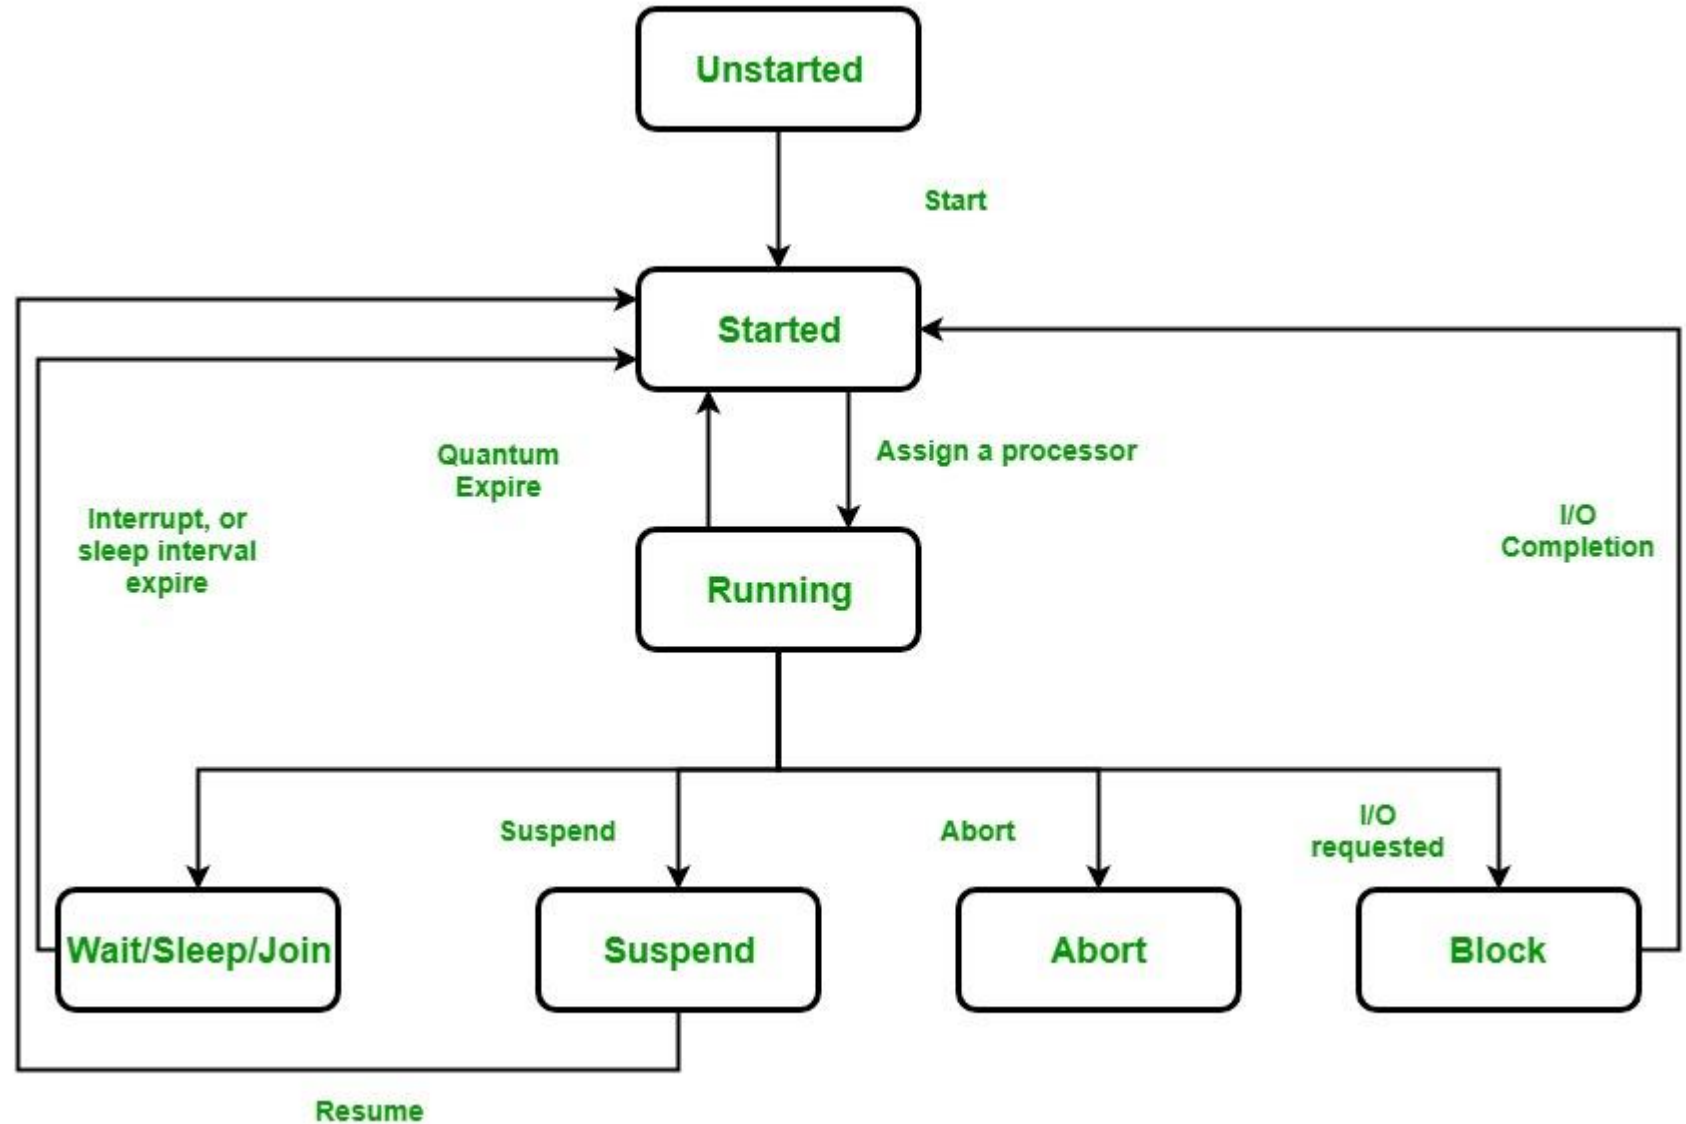 Unstarted
Start
Started
Quantum
Expire
Assign a processor
Interrupt, or
sleep interval
expire
I/O
Completion
Running
Suspend
Abort
I/O
requested
Wait/Sleep/Join
Suspend
Abort
Block
Resume